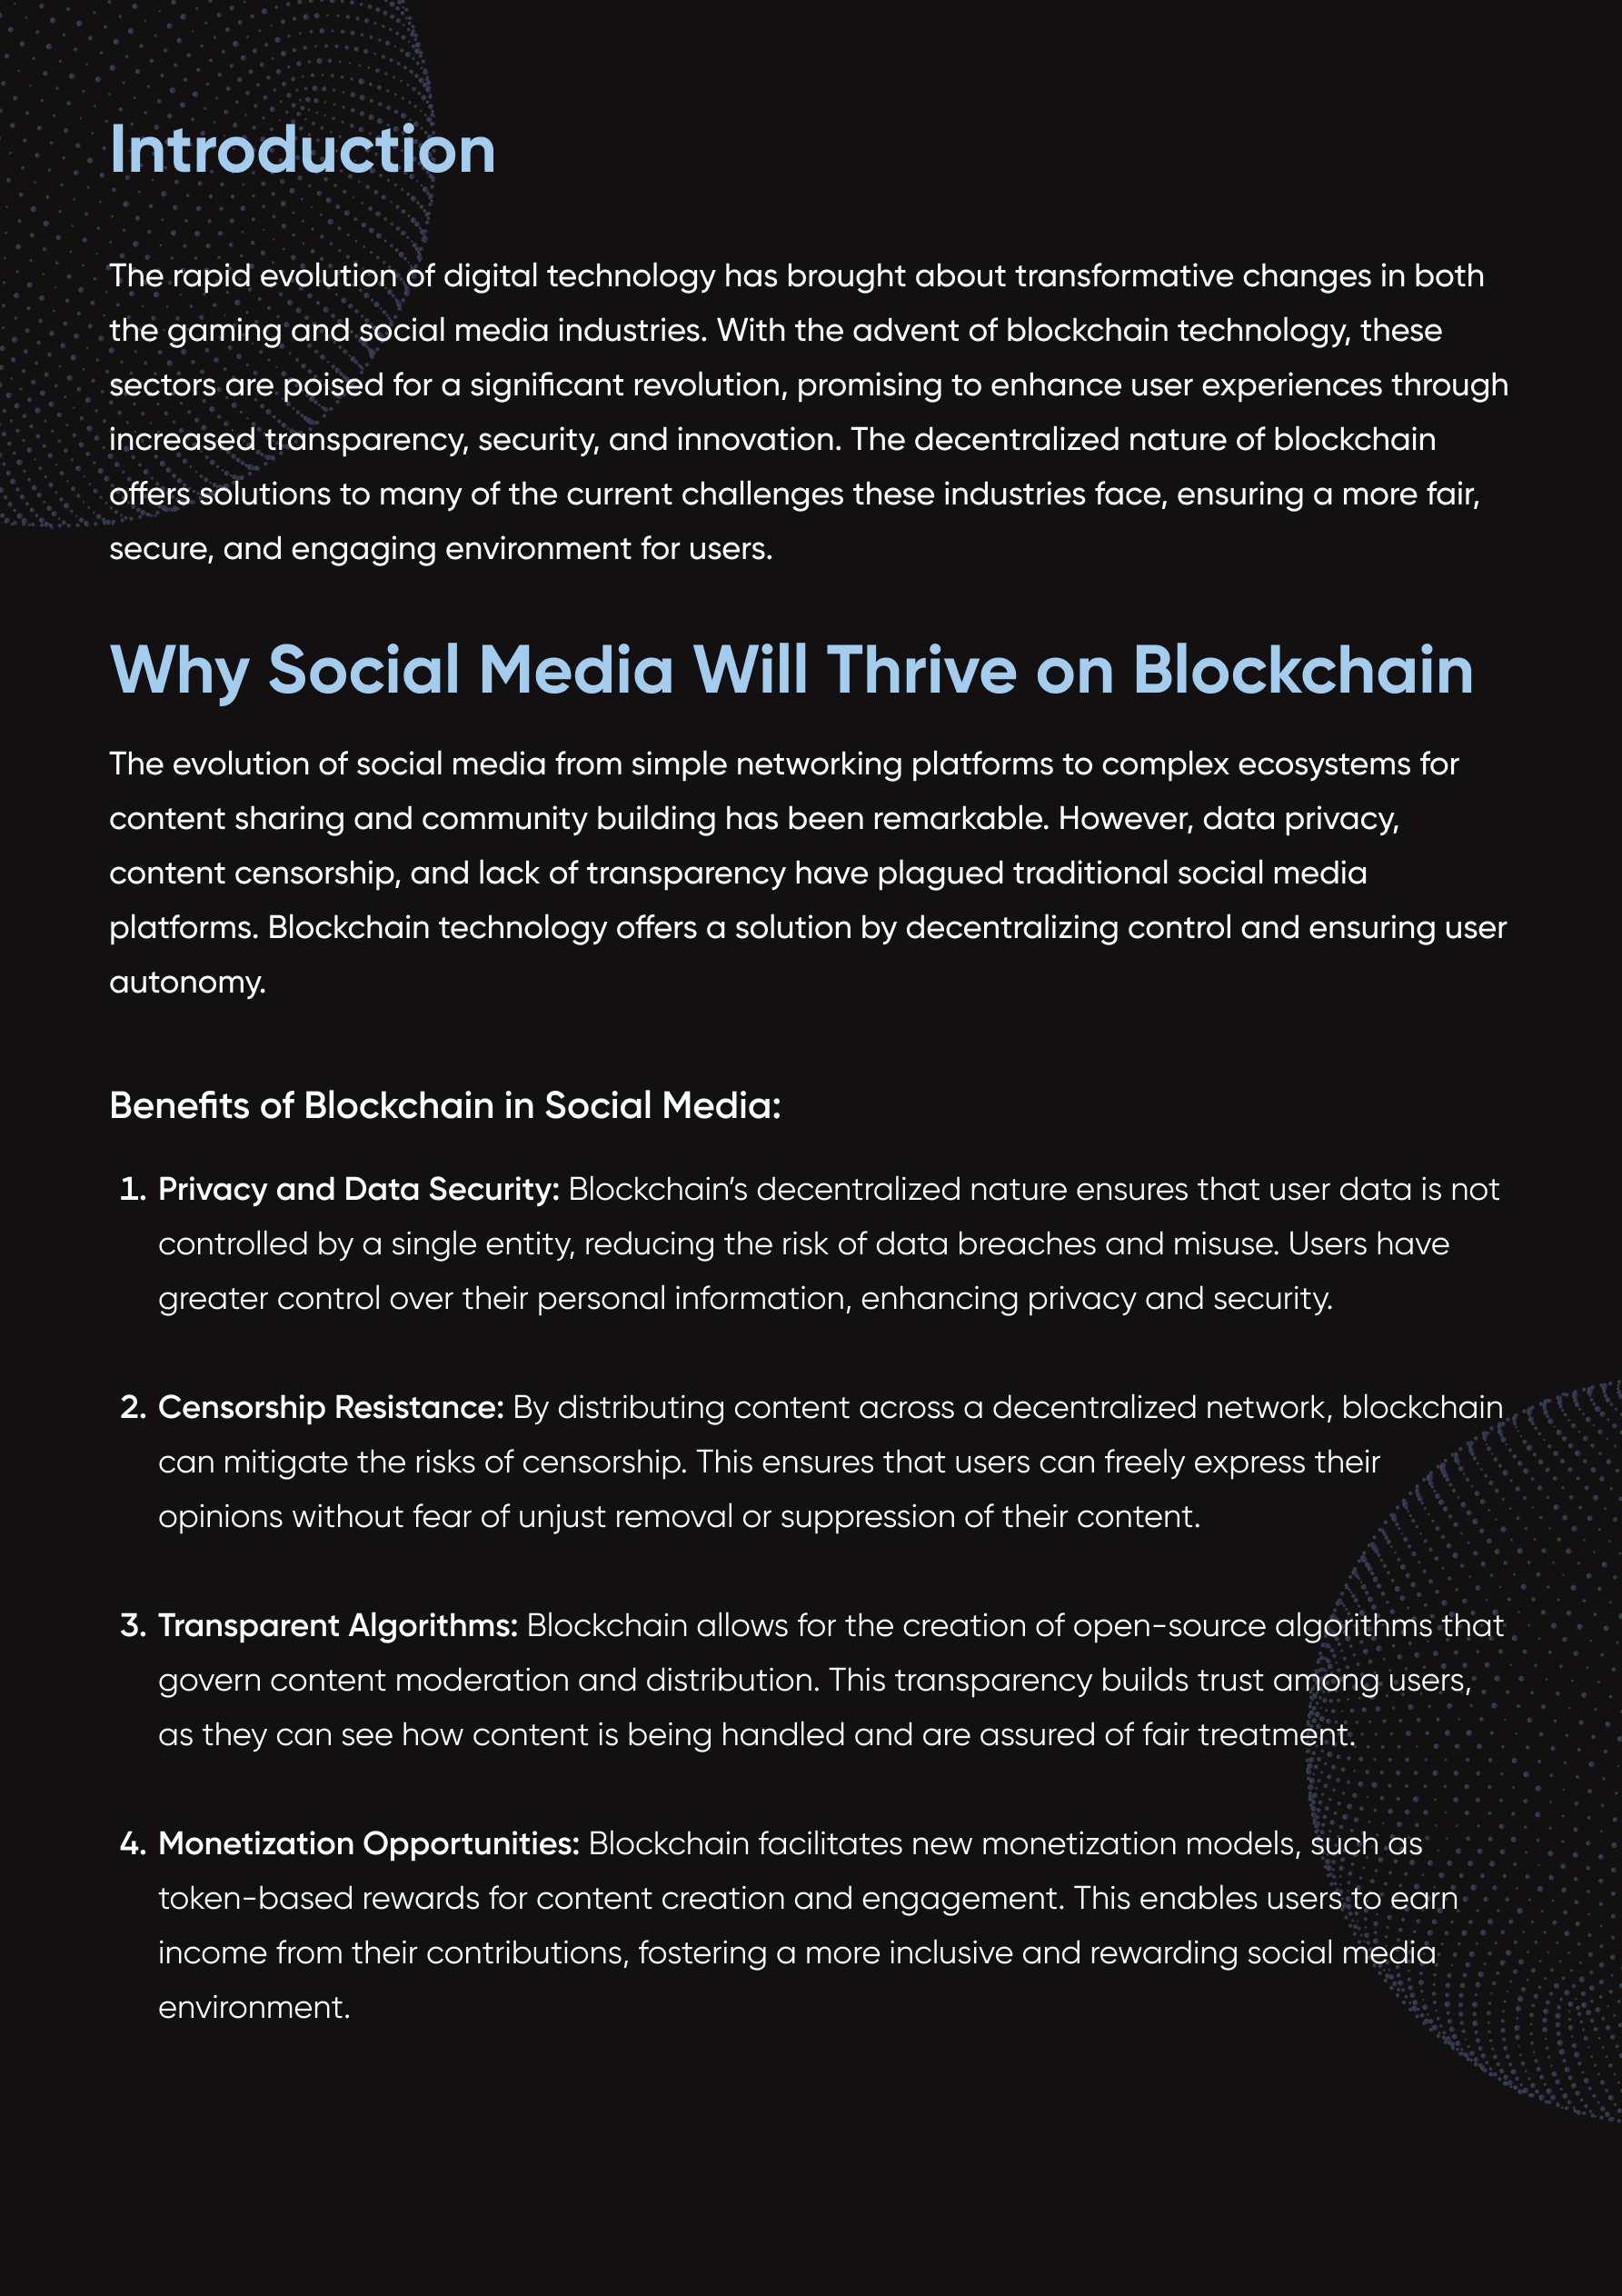 Introduction
The rapid evolution of digital technology has brought about transformative changes in both
the gaming and social media industries. With the advent of blockchain technology, these
sectors are poised for a significant revolution, promising to enhance user experiences through
increased transparency, security, and innovation. The decentralized nature of blockchain
offers solutions to many of the current challenges these industries face, ensuring a more fair,
secure, and engaging environment for users.
Why Social Media Will Thrive on Blockchain
The evolution of social media from simple networking platforms to complex ecosystems for
content sharing and community building has been remarkable. However, data privacy,
content censorship, and lack of transparency have plagued traditional social media
platforms. Blockchain technology offers a solution by decentralizing control and ensuring user
autonomy.
Benefits of Blockchain in Social Media:
1. Privacy and Data Security: Blockchain’s decentralized nature ensures that user data is not
controlled by a single entity, reducing the risk of data breaches and misuse. Users have
greater control over their personal information, enhancing privacy and security.
2. Censorship Resistance: By distributing content across a decentralized network, blockchain
can mitigate the risks of censorship. This ensures that users can freely express their
opinions without fear of unjust removal or suppression of their content.
3. Transparent Algorithms: Blockchain allows for the creation of open-source algorithms that
govern content moderation and distribution. This transparency builds trust among users,
as they can see how content is being handled and are assured of fair treatment.
4. Monetization Opportunities: Blockchain facilitates new monetization models, such as
token-based rewards for content creation and engagement. This enables users to earn
income from their contributions, fostering a more inclusive and rewarding social media
environment.